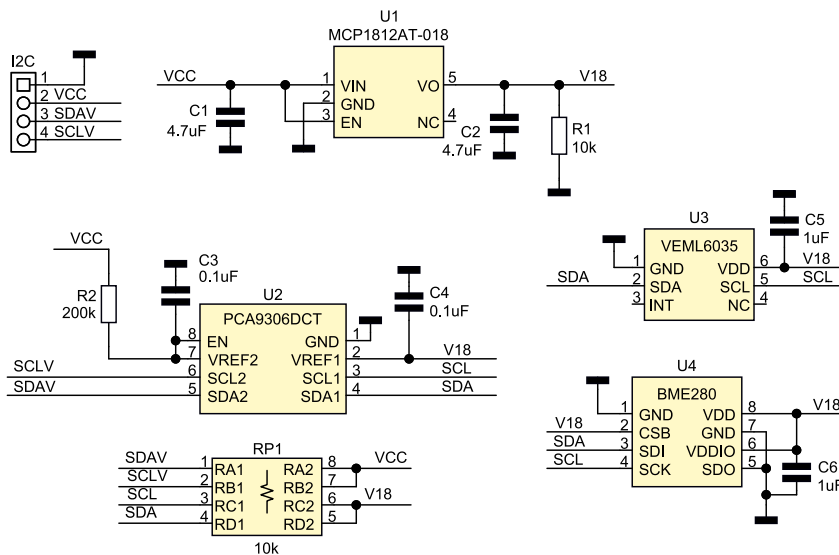 I2C
1
2 VCC
3 SDAV
4 SCLV
U1
MCP1812AT-018
VCC
1 VIN VO 5 V18
2 GND
3 EN NC 4
C1
4.7uF
C2
4.7uF
R1
10k
VCC
R2
200k
C3
0.1uF
U2
PCA9306DCT
C4
0.1uF
8 EN GND 1
7 VREF2 VREF1 2 V18
SCLV 6 SCL2 SCL1 3 SCL
SDAV 5 SDA2 SDA1 4 SDA
RP1
SDAV 1 RA1 RA2 8 VCC
SCLV 2 RB1 RB2 7
SCL 3 RC1 RC2 6 V18
SDA 4 RD1 RD2 5
10k
U3
VEML6035
C5
1uF
1 GND VDD 6 V18
SDA 2 SDA SCL 5 SCL
3 INT NC 4
U4
BME280
1 GND VDD 8 V18
V18 2 CSB GND 7
SDA 3 SDI VDDIO 6
SCL 4 SCK SDO 5
C6
1uF